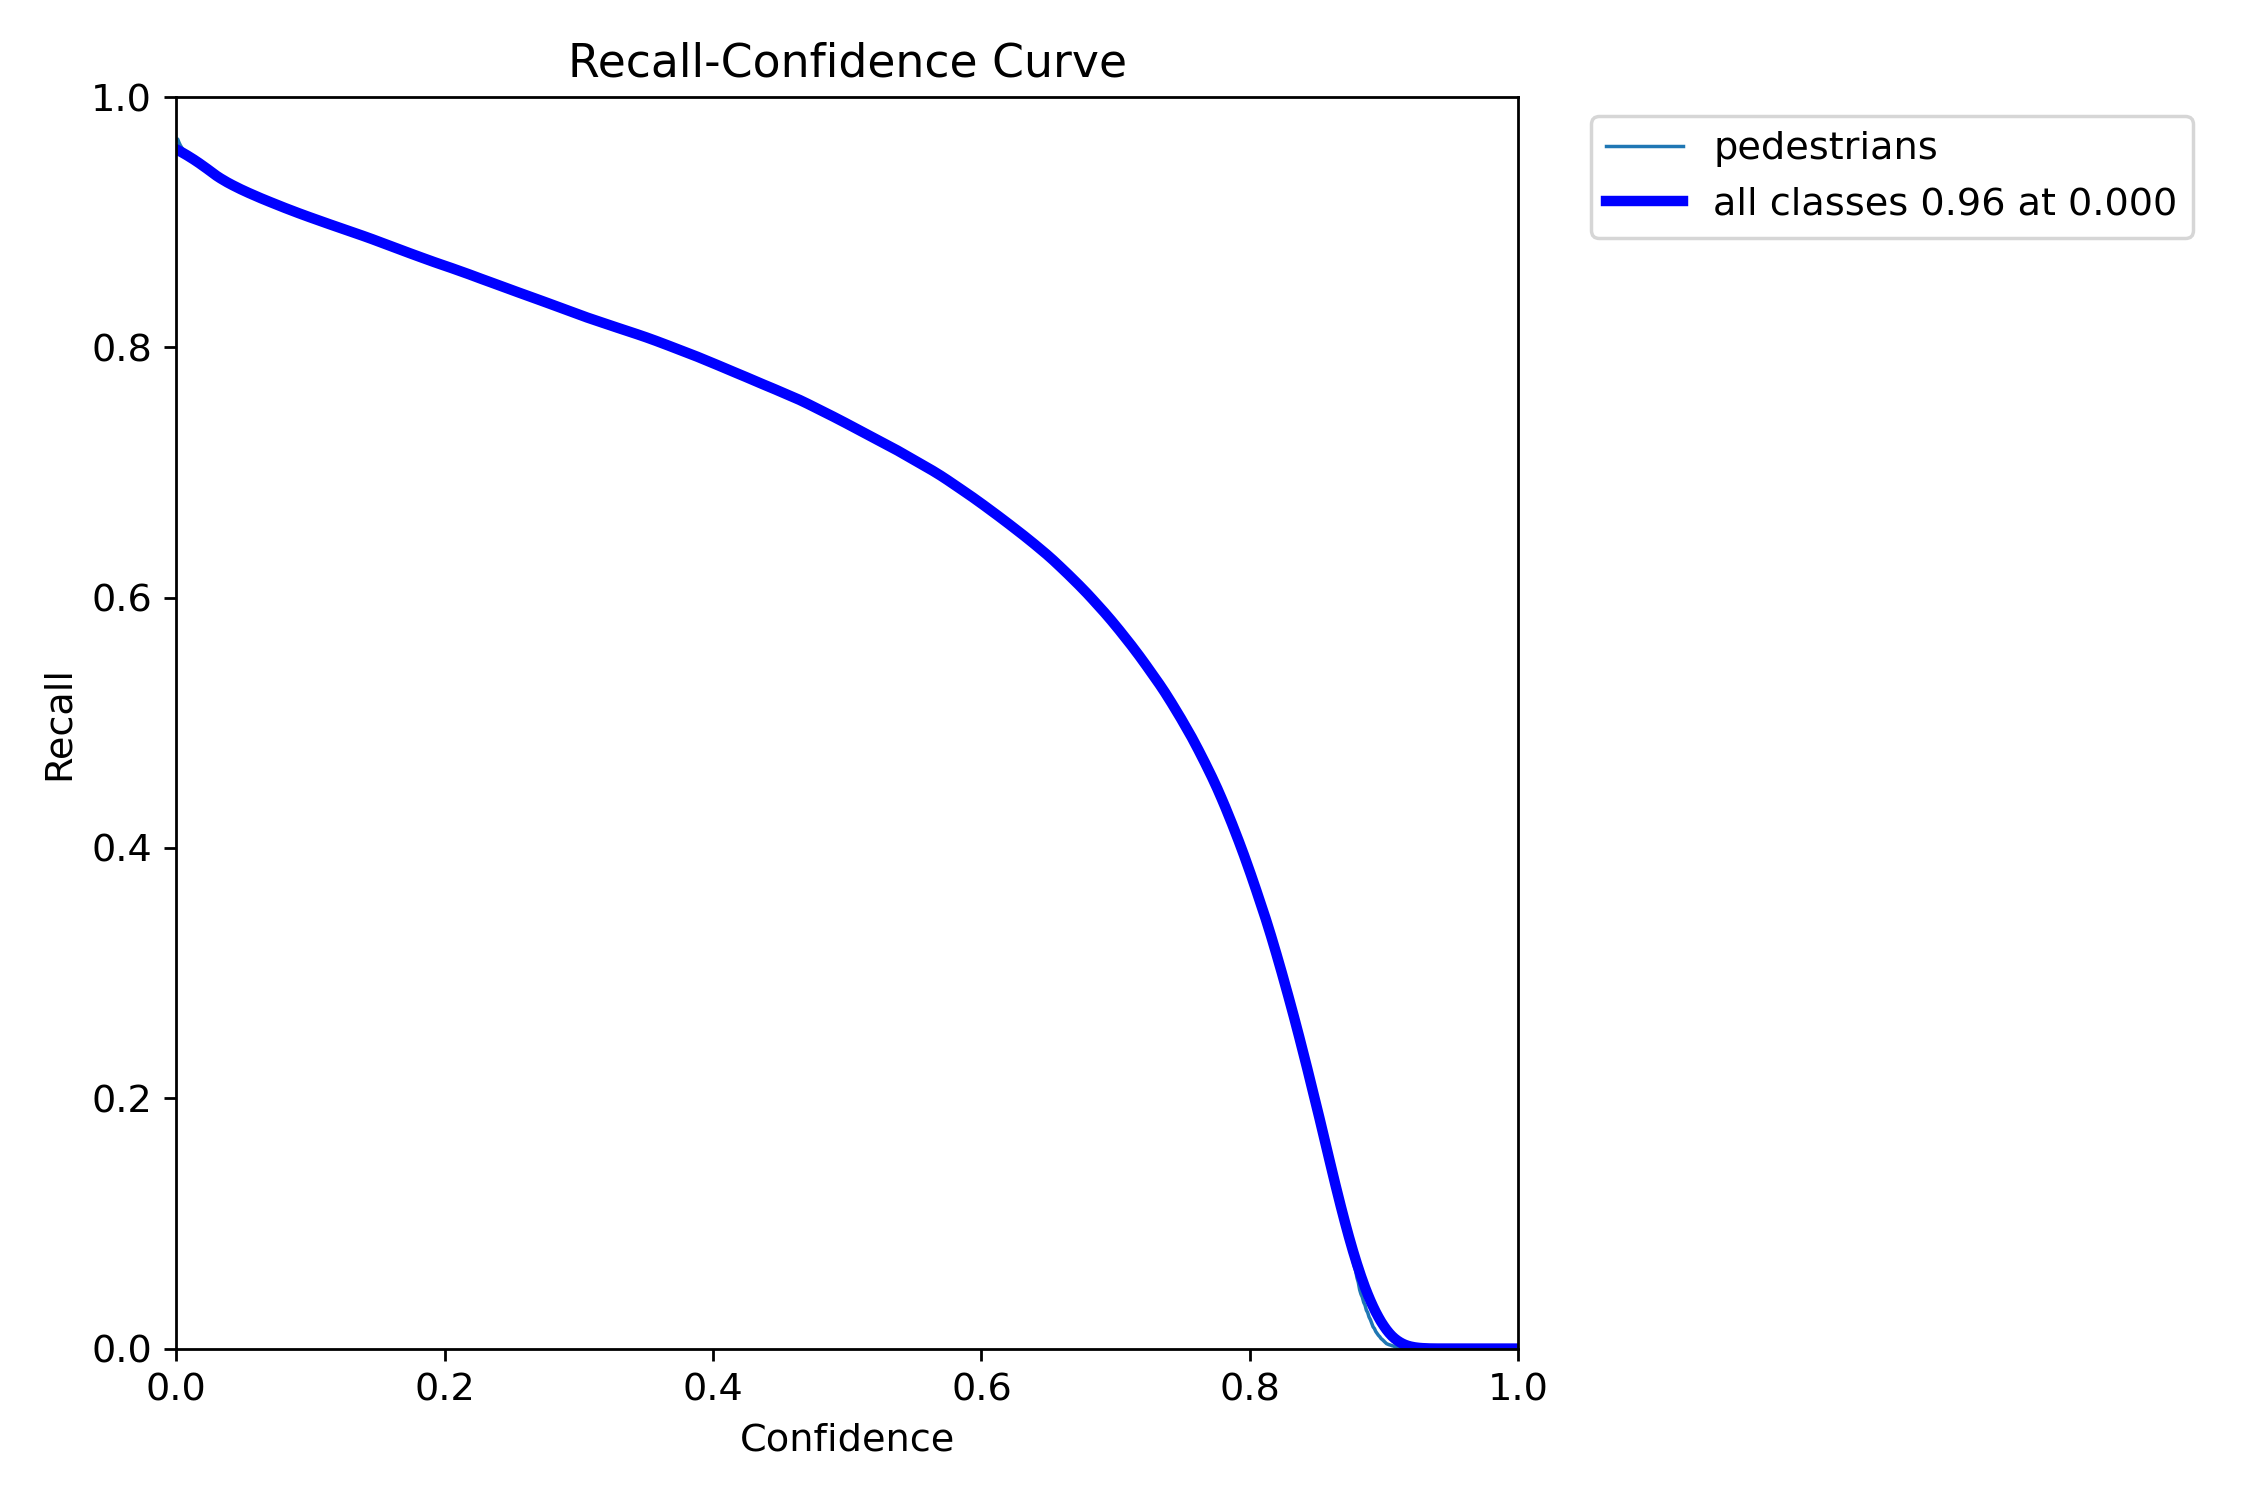 Recall-Confidence Curve
1.0
0.8
0.6
0.4
0.2
0.0
Recall
0.0 0.2 0.4 0.6 0.8 1.0
Confidence
pedestrians
all classes 0.96 at 0.000